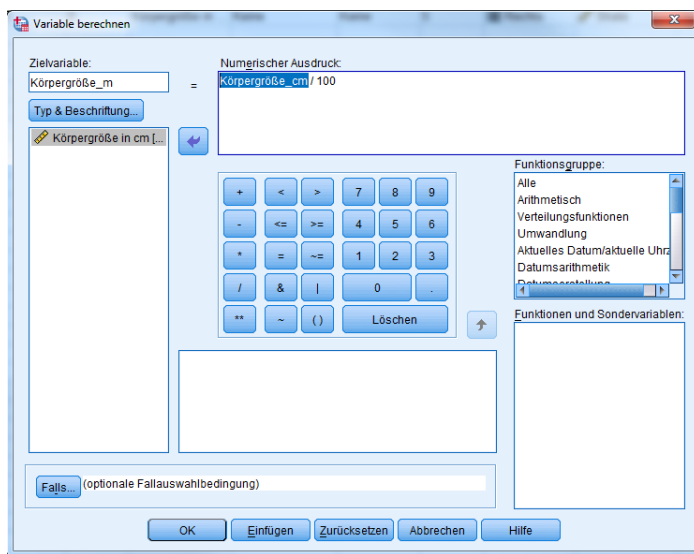 Variable berechnen
Zielvariable:
Körpergröße_m
=
Numerischer Ausdruck:
Körpergröße_cm / 100
Typ & Beschriftung...
Körpergröße in cm [...
+ < > 7 8 9
- <= >= 4 5 6
* = ~= 1 2 3
/ & | 0 .
** ~ ( ) Löschen
Funktionsgruppe:
Alle
Arithmetisch
Verteilungsfunktionen
Umwandlung
Aktuelles Datum/aktuelle Uhrz
Datumsarithmetik
Datumserstellung
Funktionen und Sondervariablen:
Falls... (optionale Fallauswahlbedingung)
OK Einfügen Zurücksetzen Abbrechen Hilfe